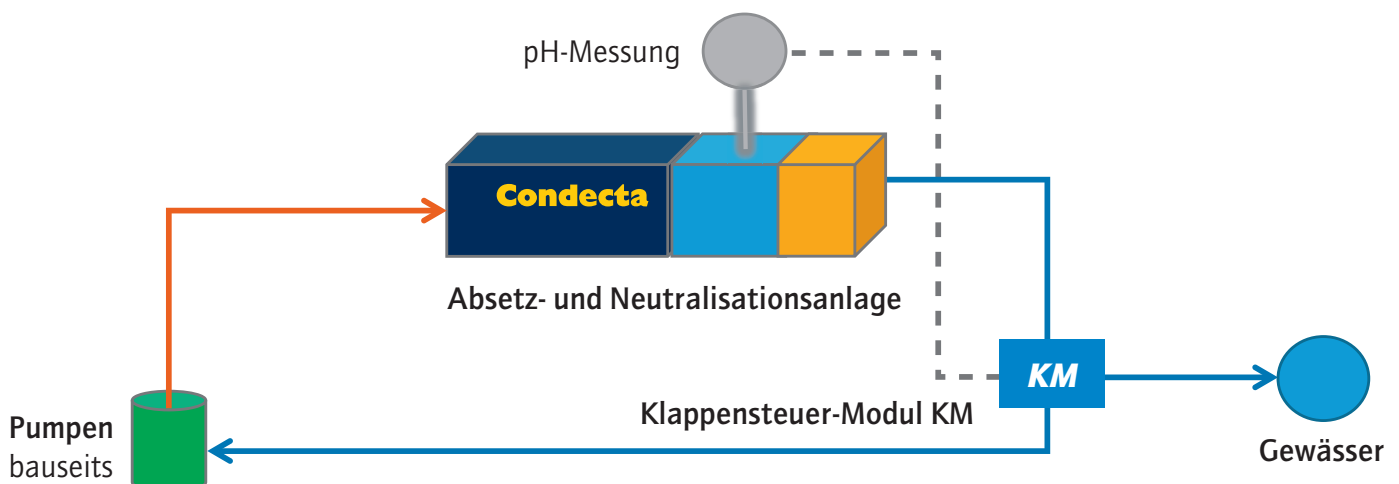 pH-Messung
Condecta
Absetz- und Neutralisationsanlage
KM
Klappensteuer-Modul KM
Pumpen
bauseits
Gewässer